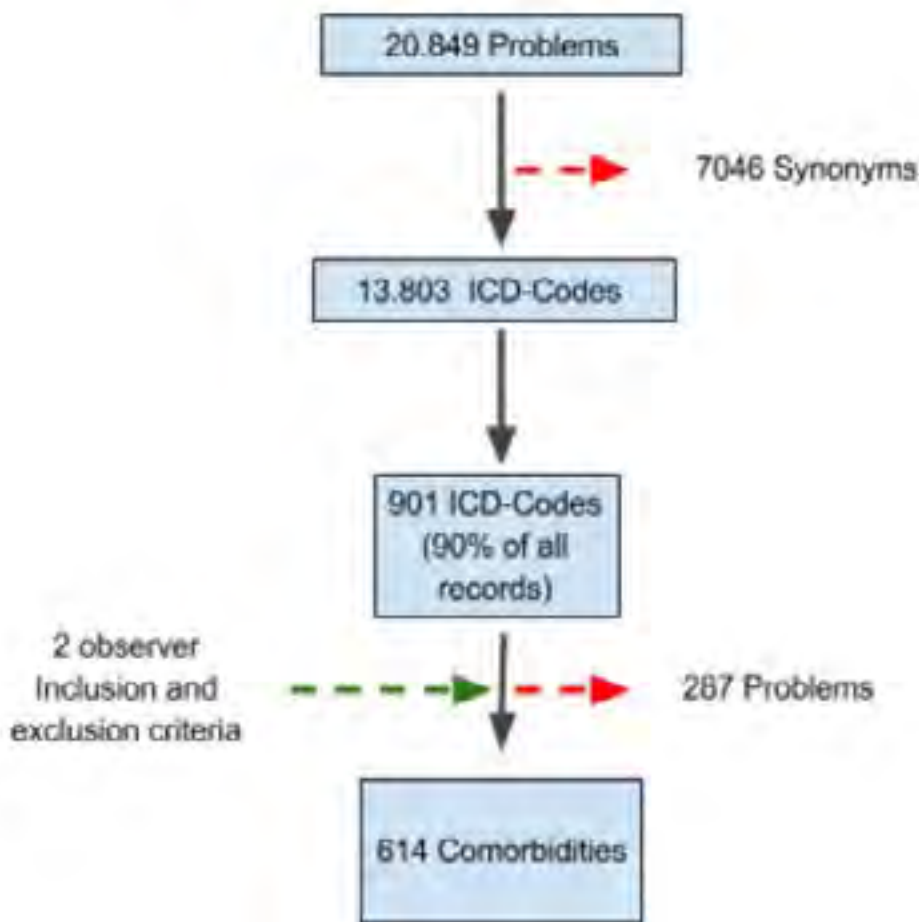 20.849 Problems
7046 Synonyms
13.803 ICD-Codes
901 ICD-Codes
(90% of all
records)
2 observer
Inclusion and
exclusion criteria
287 Problems
614 Comorbidities